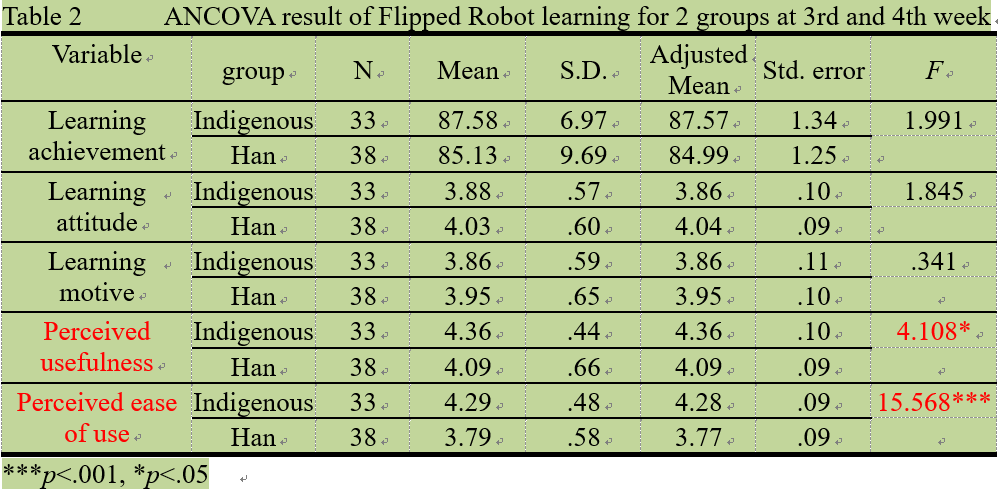 Table 2 ANCOVA result of Flipped Robot learning for 2 groups at 3rd and 4th week
Variable group N Mean S.D. Adjusted Mean Std. error F
Learning achievement Indigenous 33 87.58 6.97 87.57 1.34 1.991
Han 38 85.13 9.69 84.99 1.25
Learning attitude Indigenous 33 3.88 .57 3.86 .10 1.845
Han 38 4.03 .60 4.04 .09
Learning motive Indigenous 33 3.86 .59 3.86 .11 .341
Han 38 3.95 .65 3.95 .10
Perceived usefulness Indigenous 33 4.36 .44 4.36 .10 4.108*
Han 38 4.09 .66 4.09 .09
Perceived ease of use Indigenous 33 4.29 .48 4.28 .09 15.568***
Han 38 3.79 .58 3.77 .09
***p<.001, *p<.05